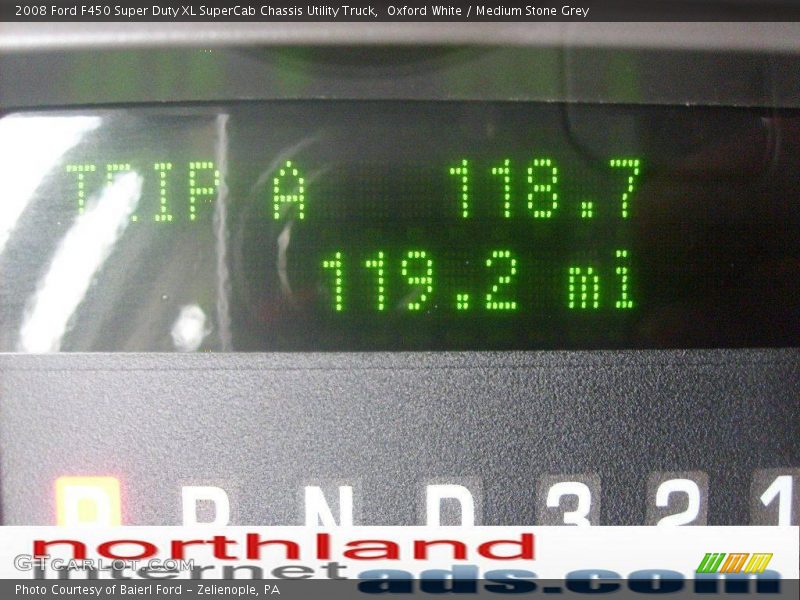 2008 Ford F450 Super Duty XL SuperCab Chassis Utility Truck,  Oxford White / Medium Stone Grey
TRIP A 118.7
119.2 mi
P R N D 3 2 1
northland
GTCarLot.com
internet ads.com
Photo Courtesy of Baierl Ford – Zelienople, PA